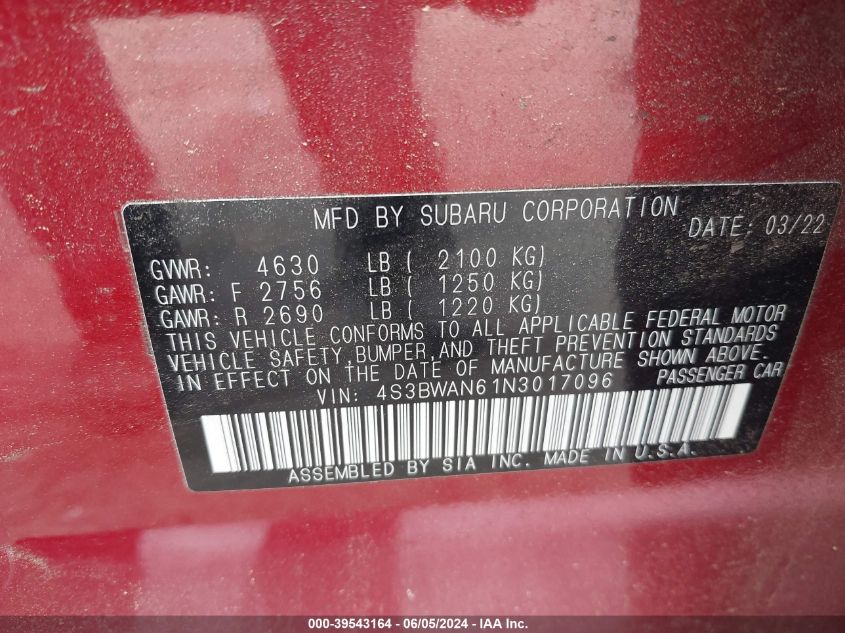 MFD BY SUBARU CORPORATION DATE: 03/22
GVWR: 4630 LB ( 2100 KG)
GAWR: F 2756 LB ( 1250 KG)
GAWR: R 2690 LB ( 1220 KG)
THIS VEHICLE CONFORMS TO ALL APPLICABLE FEDERAL MOTOR
VEHICLE SAFETY, BUMPER, AND THEFT PREVENTION STANDARDS
IN EFFECT ON THE DATE OF MANUFACTURE SHOWN ABOVE.
VIN: 4S3BWAN61N3017096 PASSENGER CAR
ASSEMBLED BY SIA INC. MADE IN U.S.A.
000-39543164 - 06/05/2024 - IAAI.com